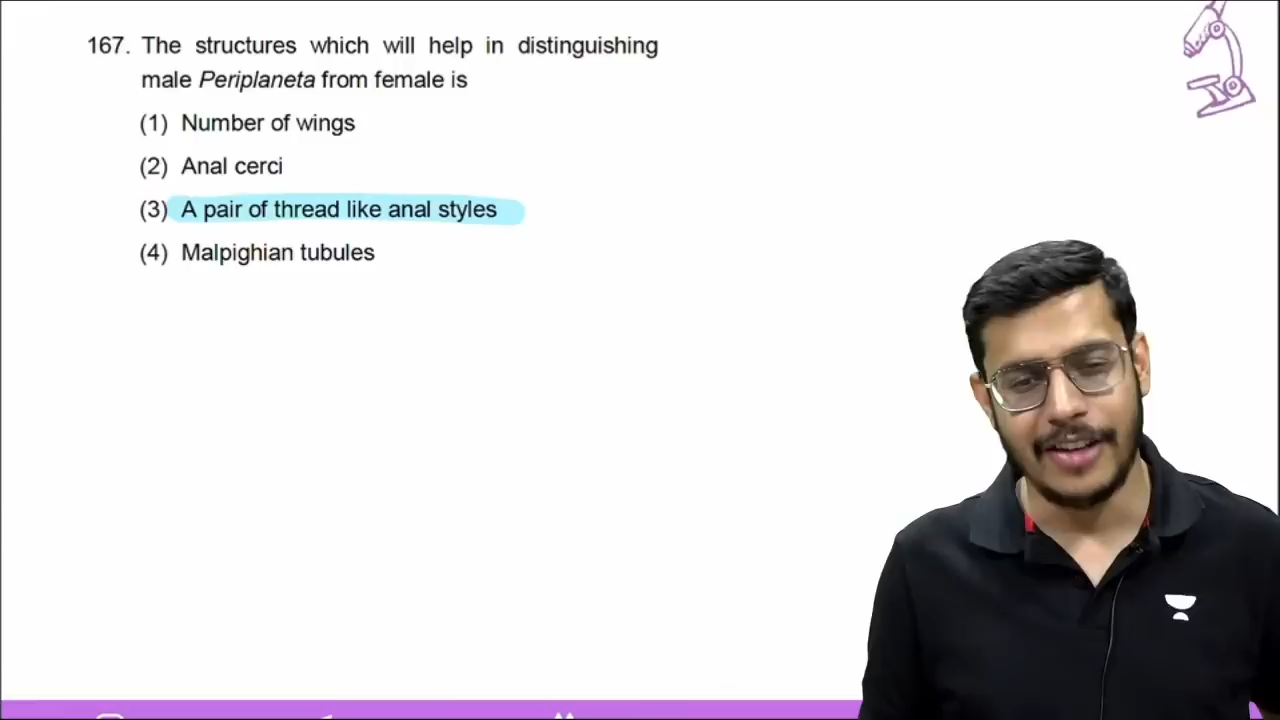 167. The structures which will help in distinguishing
male Periplaneta from female is
(1) Number of wings
(2) Anal cerci
(3) A pair of thread like anal styles
(4) Malpighian tubules